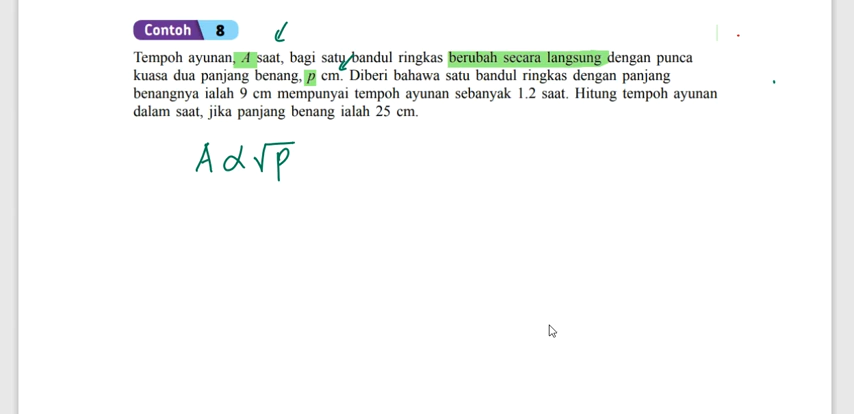 Contoh 8
Tempoh ayunan, A saat, bagi satu bandul ringkas berubah secara langsung dengan punca
kuasa dua panjang benang, p cm. Diberi bahawa satu bandul ringkas dengan panjang
benangnya ialah 9 cm mempunyai tempoh ayunan sebanyak 1.2 saat. Hitung tempoh ayunan
dalam saat, jika panjang benang ialah 25 cm.
A α √p